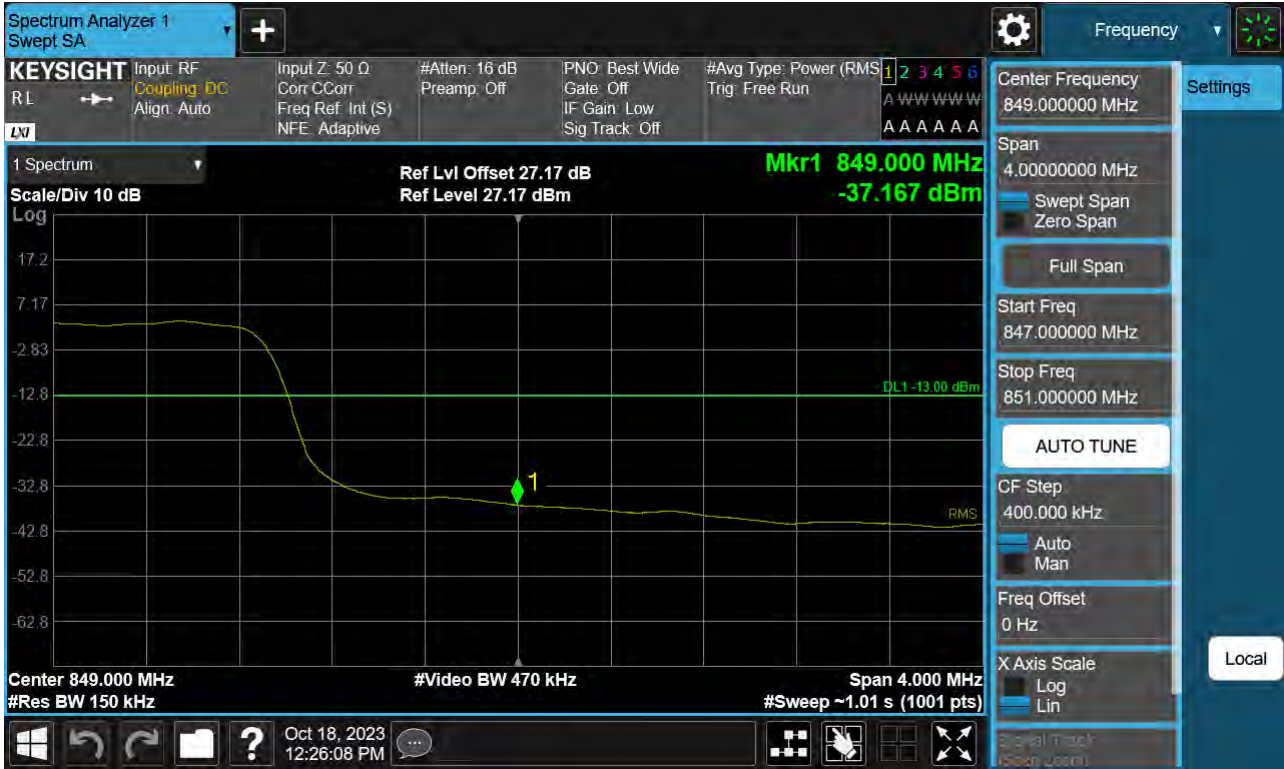 Spectrum Analyzer 1
Swept SA
+
Frequency
KEYSIGHT
RL
LXI
Input: RF
Coupling: DC
Align: Auto
Input Z: 50 Ω
Corr CCorr
Freq Ref: Int (S)
NFE: Adaptive
#Atten: 16 dB
Preamp: Off
PNO: Best Wide
Gate: Off
IF Gain: Low
Sig Track: Off
#Avg Type: Power (RMS
Trig: Free Run
1 2 3 4 5 6
A W W W W W
A A A A A A
1 Spectrum
Scale/Div 10 dB
Log
Ref Lvl Offset 27.17 dB
Ref Level 27.17 dBm
Mkr1 849.000 MHz
-37.167 dBm
17.2
7.17
-2.83
-12.8
-22.8
-32.8
-42.8
-52.8
-62.8
DL1 -13.00 dBm
1
RMS
Center 849.000 MHz
#Res BW 150 kHz
#Video BW 470 kHz
Span 4.000 MHz
#Sweep ~1.01 s (1001 pts)
Center Frequency
849.000000 MHz
Span
4.00000000 MHz
Swept Span
Zero Span
Full Span
Start Freq
847.000000 MHz
Stop Freq
851.000000 MHz
AUTO TUNE
CF Step
400.000 kHz
Auto
Man
Freq Offset
0 Hz
X Axis Scale
Log
Lin
Signal Track
(Span Zoom)
Settings
Local
?
Oct 18, 2023
12:26:08 PM